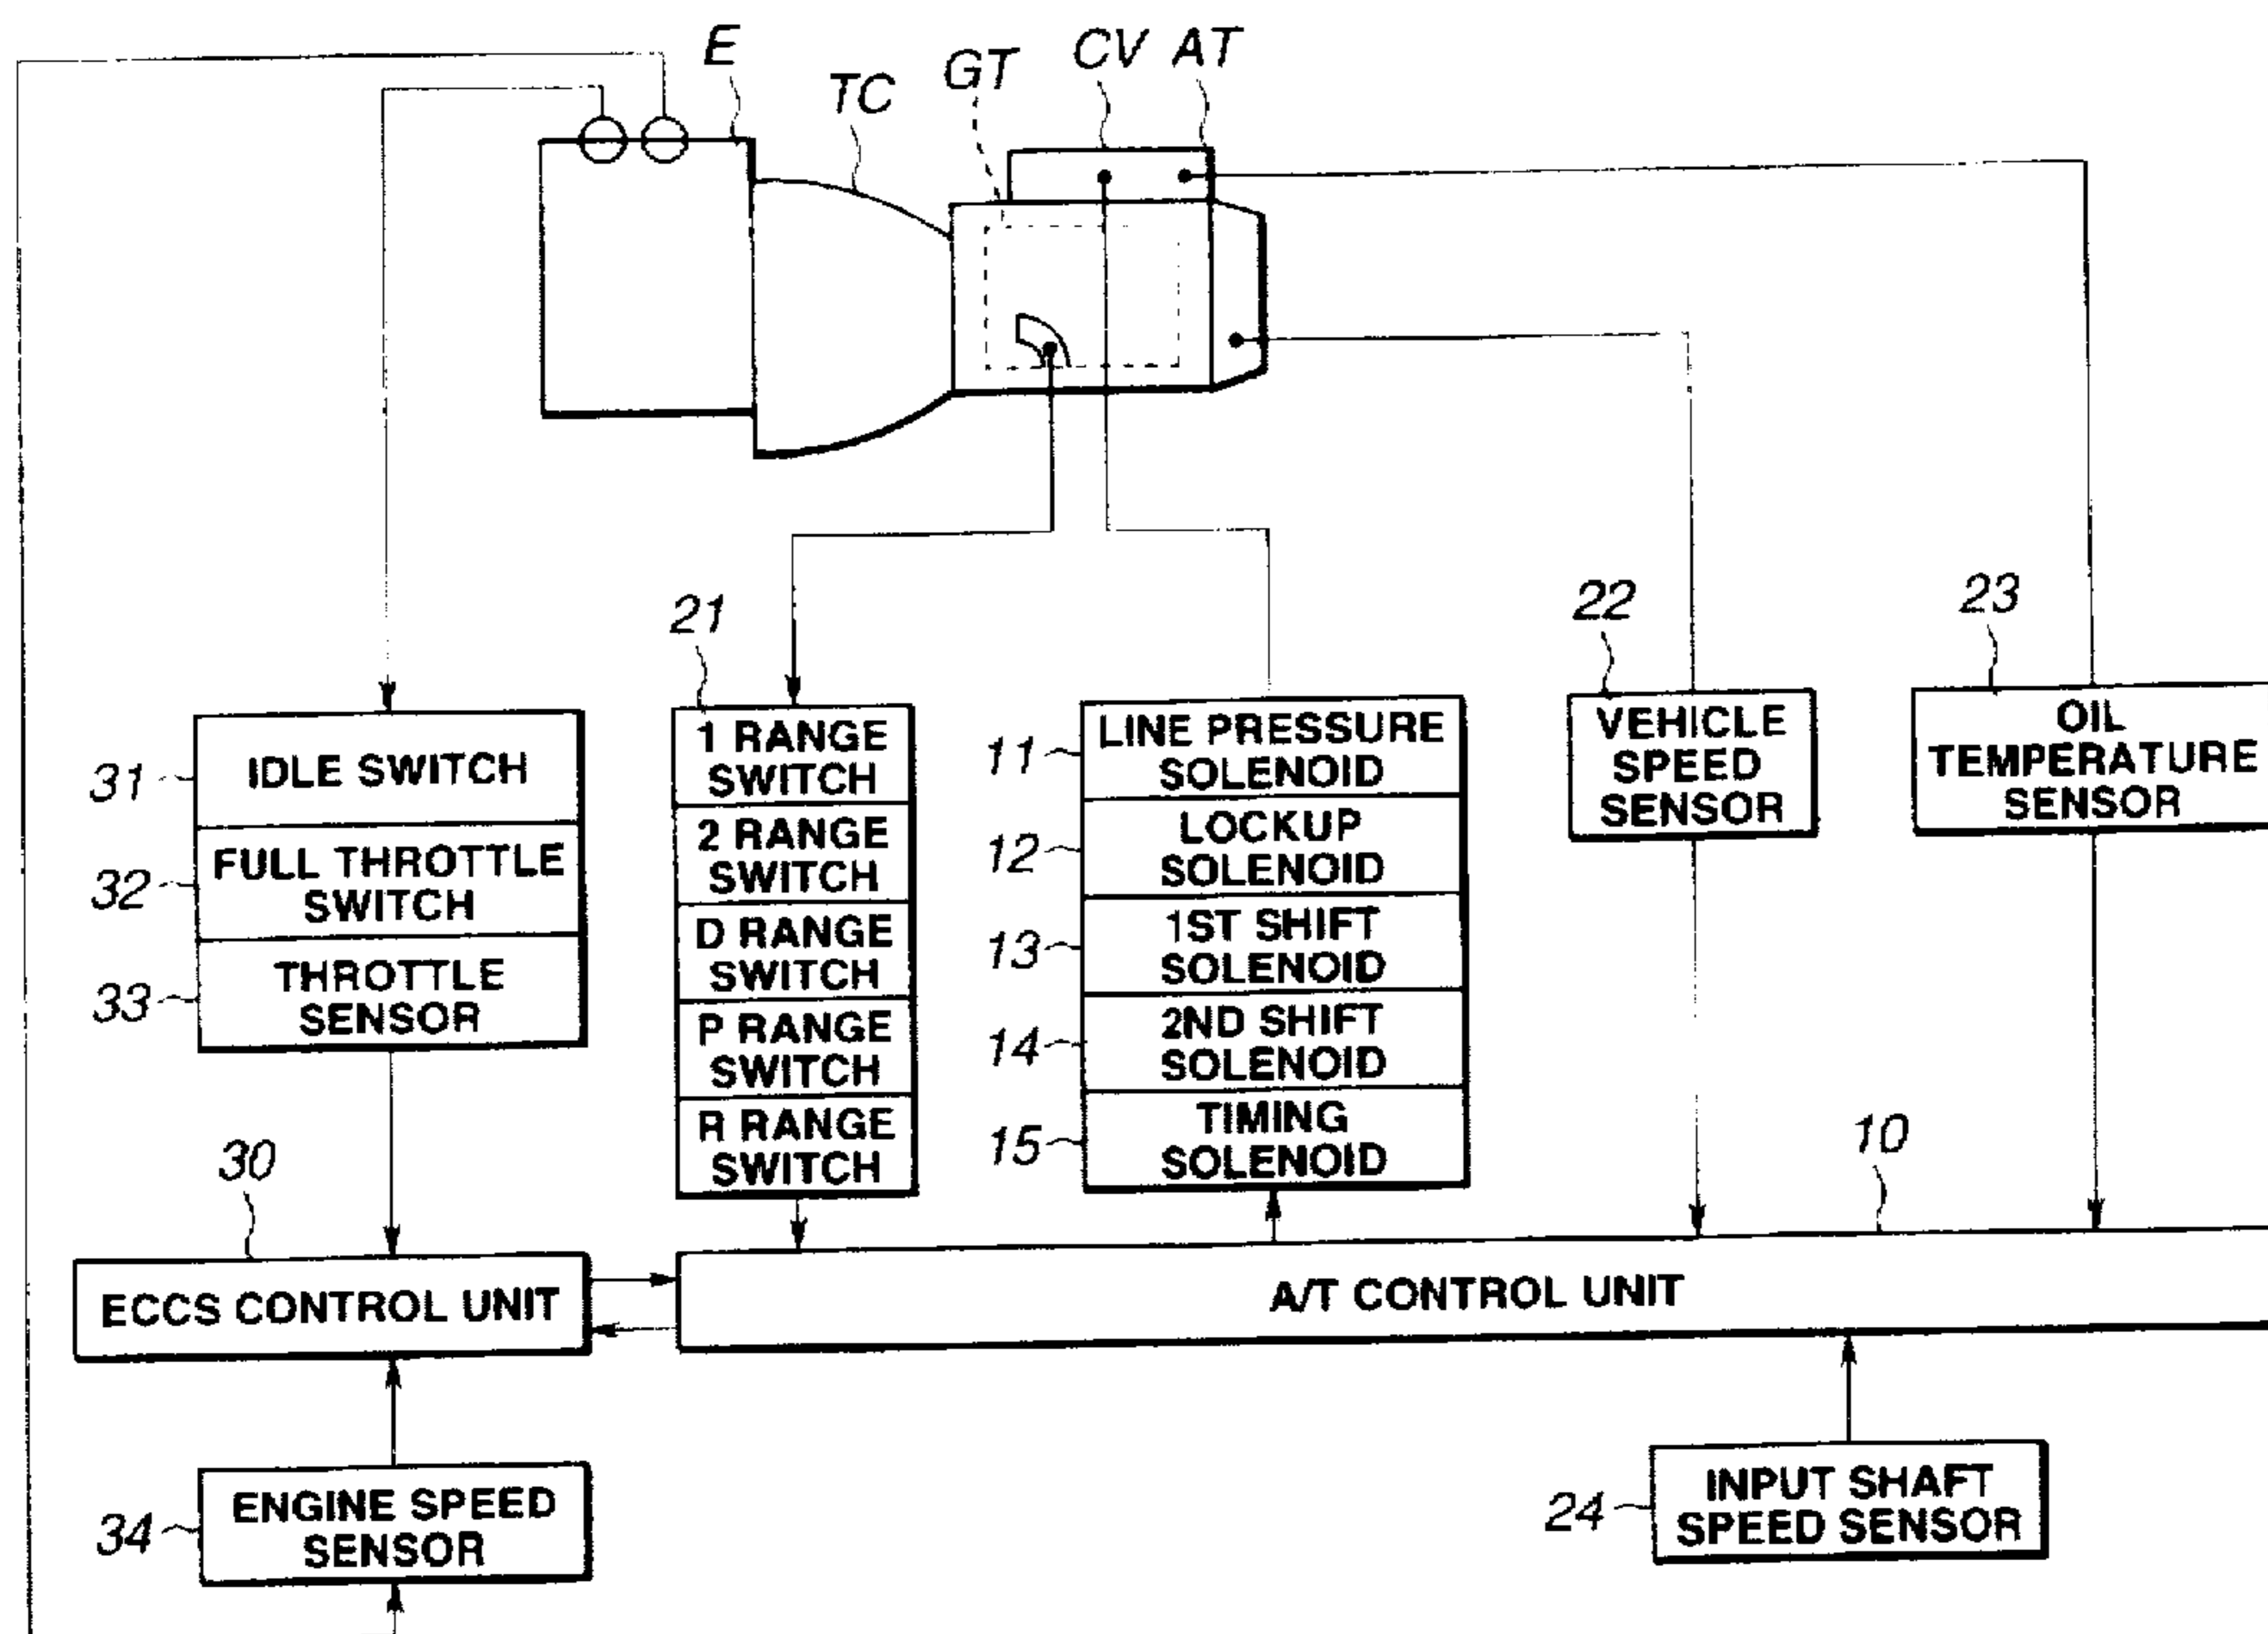 E
TC
GT
CV
AT
21
22
23
31
IDLE SWITCH
32
FULL THROTTLE
SWITCH
33
THROTTLE
SENSOR
1 RANGE
SWITCH
2 RANGE
SWITCH
D RANGE
SWITCH
P RANGE
SWITCH
R RANGE
SWITCH
11
LINE PRESSURE
SOLENOID
12
LOCKUP
SOLENOID
13
1ST SHIFT
SOLENOID
14
2ND SHIFT
SOLENOID
15
TIMING
SOLENOID
VEHICLE
SPEED
SENSOR
OIL
TEMPERATURE
SENSOR
30
10
ECCS CONTROL UNIT
A/T CONTROL UNIT
34
ENGINE SPEED
SENSOR
24
INPUT SHAFT
SPEED SENSOR